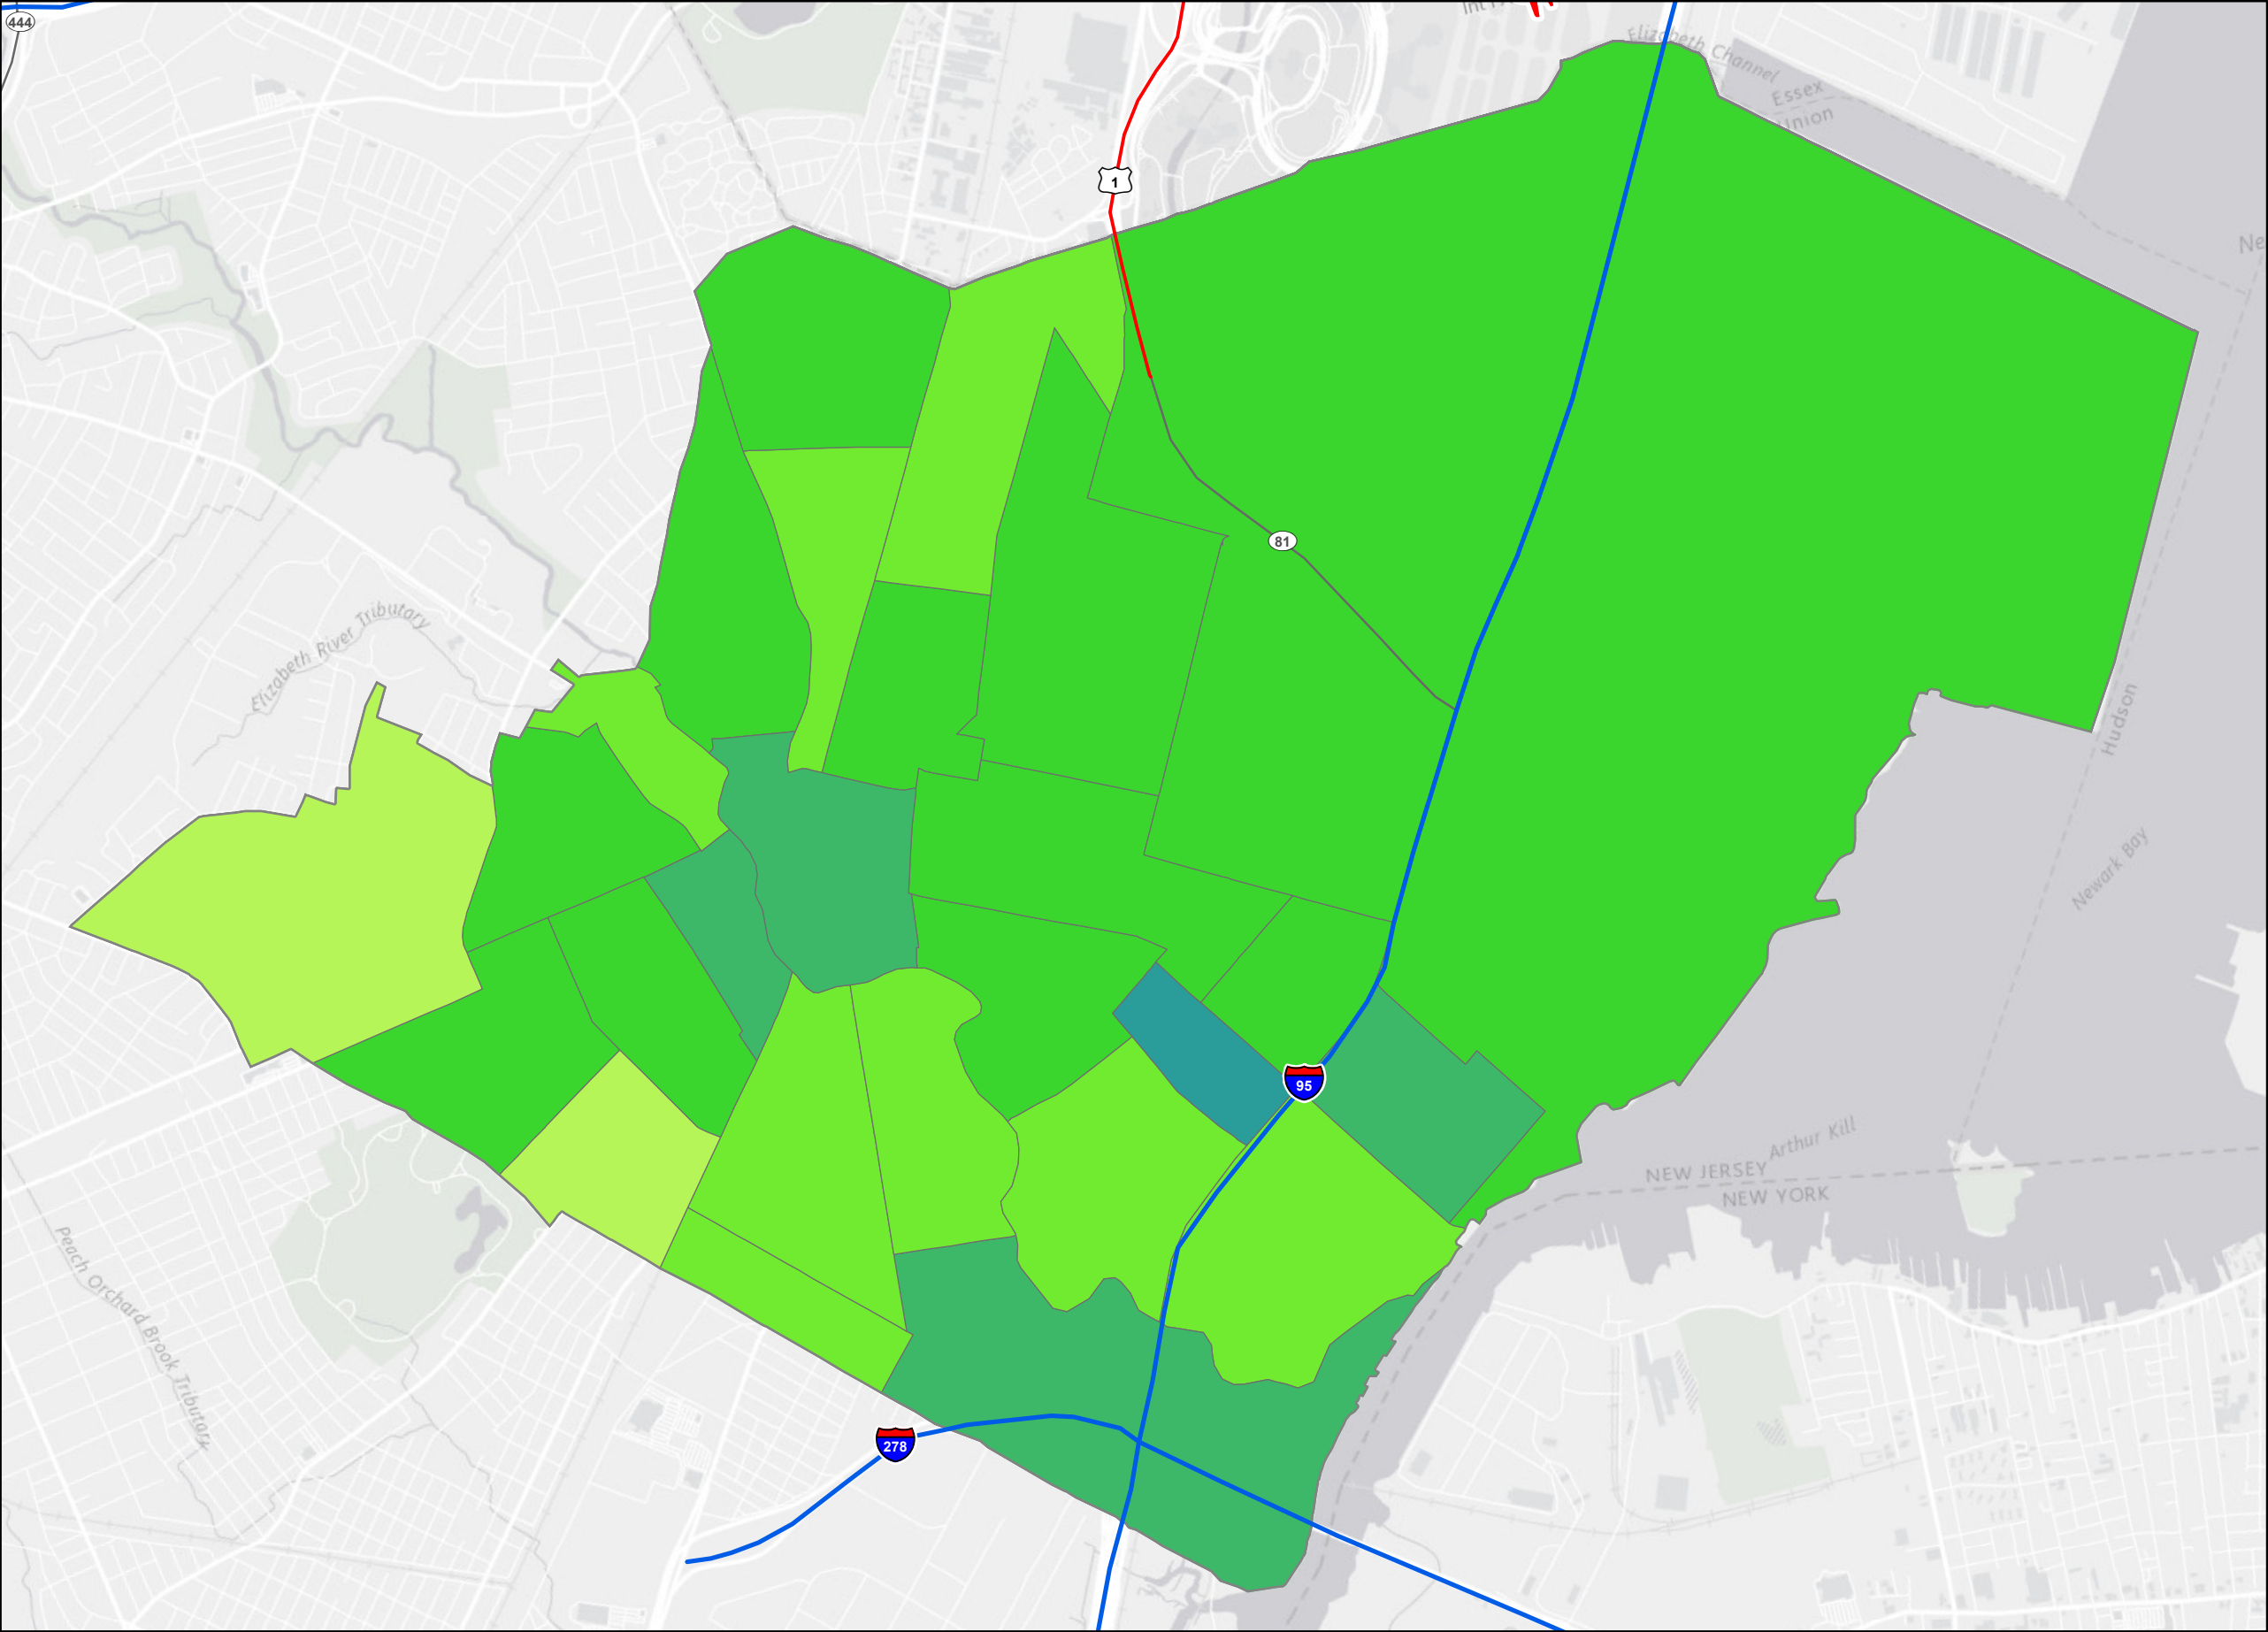 444
Elizabeth Channel
Essex
Union
1
81
Elizabeth River Tributary
Hudson
Newark Bay
95
Arthur Kill
NEW JERSEY
NEW YORK
Peach Orchard Brook Tributary
278